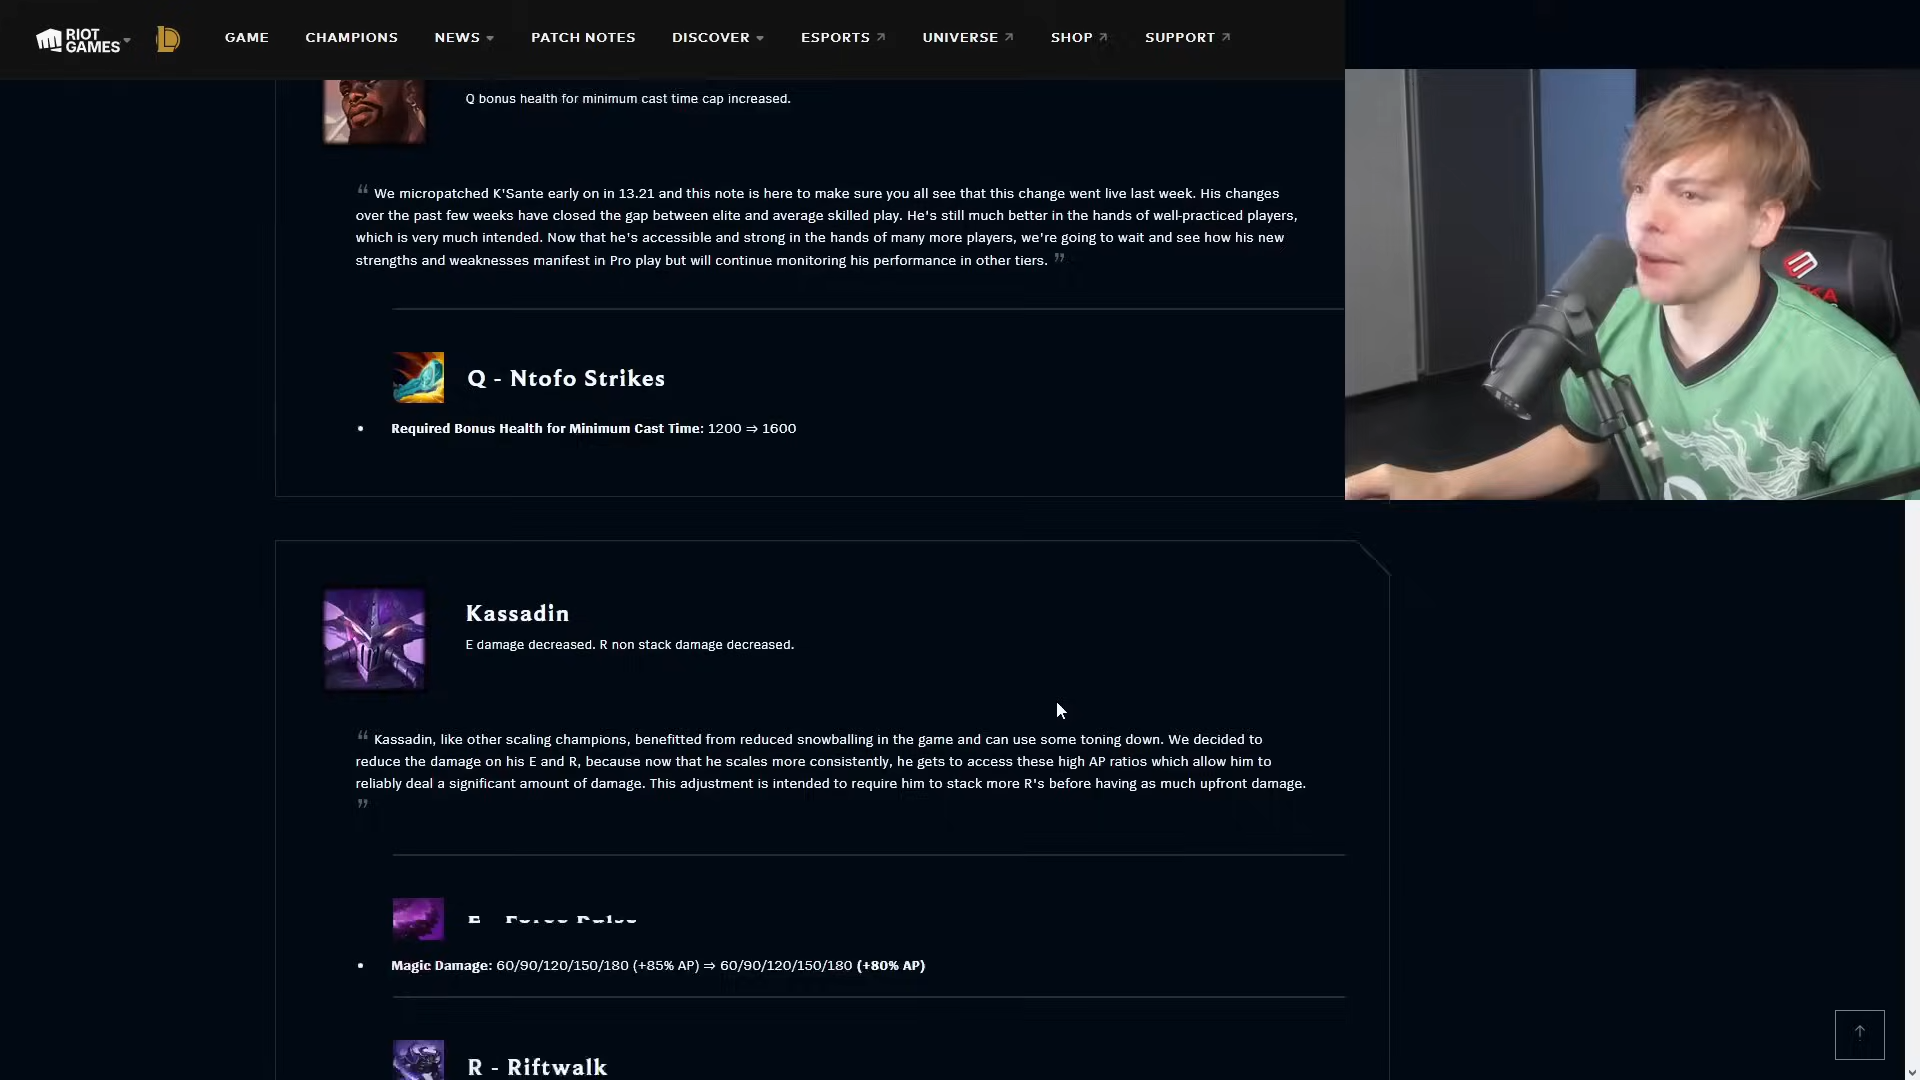 RIOT GAMES
GAME CHAMPIONS NEWS PATCH NOTES DISCOVER ESPORTS UNIVERSE SHOP SUPPORT
Q bonus health for minimum cast time cap increased.
“ We micropatched K'Sante early on in 13.21 and this note is here to make sure you all see that this change went live last week. His changes
over the past few weeks have closed the gap between elite and average skilled play. He's still much better in the hands of well-practiced players,
which is very much intended. Now that he's accessible and strong in the hands of many more players, we're going to wait and see how his new
strengths and weaknesses manifest in Pro play but will continue monitoring his performance in other tiers. ”
Q - Ntofo Strikes
• Required Bonus Health for Minimum Cast Time: 1200 ⇒ 1600
Kassadin
E damage decreased. R non stack damage decreased.
“ Kassadin, like other scaling champions, benefitted from reduced snowballing in the game and can use some toning down. We decided to
reduce the damage on his E and R, because now that he scales more consistently, he gets to access these high AP ratios which allow him to
reliably deal a significant amount of damage. This adjustment is intended to require him to stack more R's before having as much upfront damage.
”
E - Force Pulse
• Magic Damage: 60/90/120/150/180 (+85% AP) ⇒ 60/90/120/150/180 (+80% AP)
R - Riftwalk